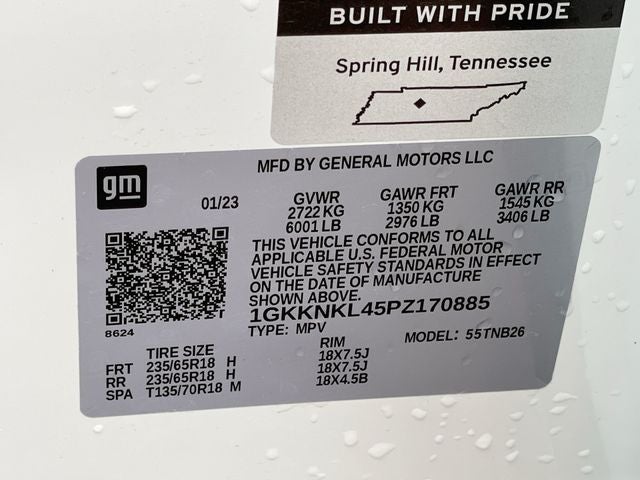 BUILT WITH PRIDE
Spring Hill, Tennessee
gm
MFD BY GENERAL MOTORS LLC
01/23
GVWR
2722 KG
6001 LB
GAWR FRT
1350 KG
2976 LB
GAWR RR
1545 KG
3406 LB
THIS VEHICLE CONFORMS TO ALL
APPLICABLE U.S. FEDERAL MOTOR
VEHICLE SAFETY STANDARDS IN EFFECT
ON THE DATE OF MANUFACTURE
SHOWN ABOVE.
1GKKNKL45PZ170885
8624
TYPE: MPV
MODEL: 55TNB26
TIRE SIZE
RIM
FRT 235/65R18 H 18X7.5J
RR 235/65R18 H 18X7.5J
SPA T135/70R18 M 18X4.5B